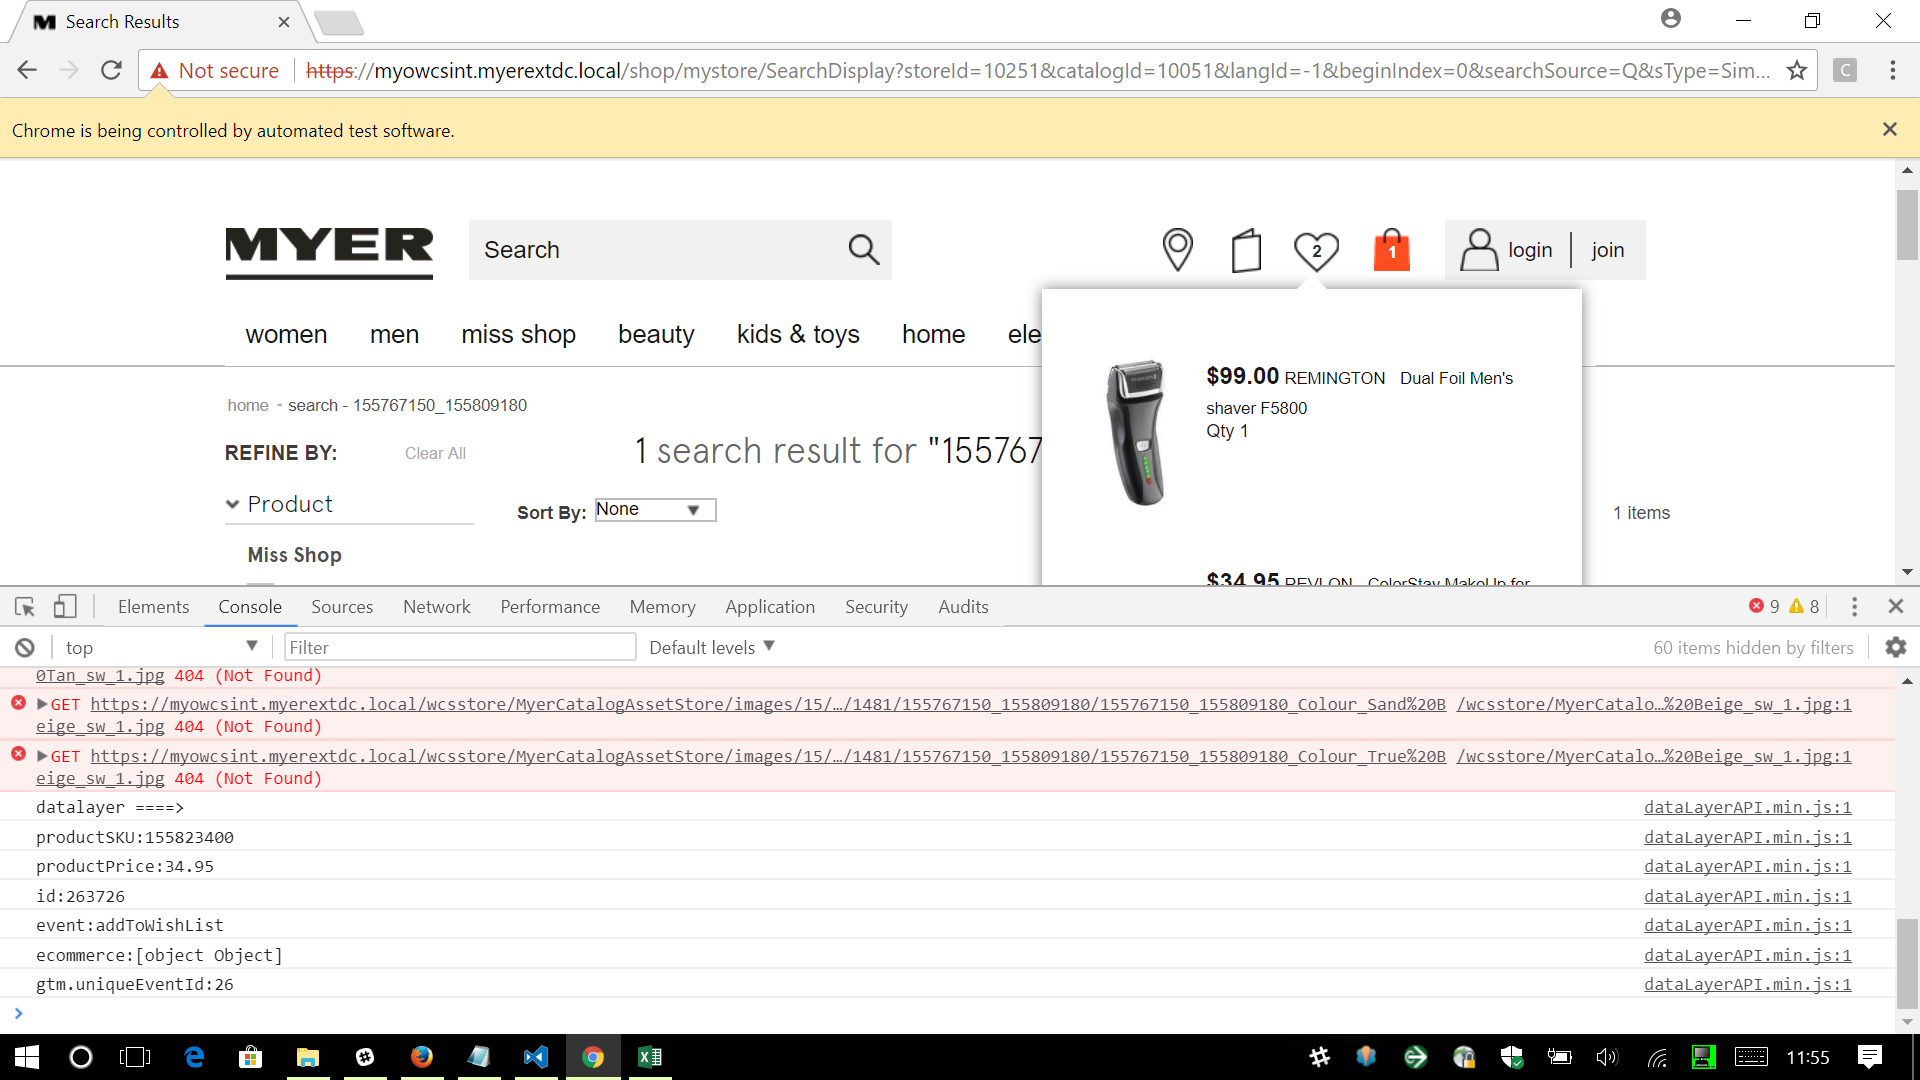 Search Results
Not secure https://myowcsint.myerextdc.local/shop/mystore/SearchDisplay?storeId=10251&catalogId=10051&langId=-1&beginIndex=0&searchSource=Q&sType=Sim...
C
Chrome is being controlled by automated test software.
MYER
Search
2
1
login
join
women men miss shop beauty kids & toys home ele
home - search - 155767150_155809180
REFINE BY:
Clear All
1 search result for "155767
Product
Sort By: None
1 items
Miss Shop
$99.00 REMINGTON Dual Foil Men's
shaver F5800
Qty 1
$34.95 REVLON ColorStay MakeUp for
Elements Console Sources Network Performance Memory Application Security Audits 9 8
top Filter Default levels 60 items hidden by filters
0Tan_sw_1.jpg 404 (Not Found)
GET https://myowcsint.myerextdc.local/wcsstore/MyerCatalogAssetStore/images/15/…/1481/155767150_155809180/155767150_155809180_Colour_Sand%20B /wcsstore/MyerCatalo…%20Beige_sw_1.jpg:1
eige_sw_1.jpg 404 (Not Found)
GET https://myowcsint.myerextdc.local/wcsstore/MyerCatalogAssetStore/images/15/…/1481/155767150_155809180/155767150_155809180_Colour_True%20B /wcsstore/MyerCatalo…%20Beige_sw_1.jpg:1
eige_sw_1.jpg 404 (Not Found)
datalayer ====> dataLayerAPI.min.js:1
productSKU:155823400 dataLayerAPI.min.js:1
productPrice:34.95 dataLayerAPI.min.js:1
id:263726 dataLayerAPI.min.js:1
event:addToWishList dataLayerAPI.min.js:1
ecommerce:[object Object] dataLayerAPI.min.js:1
gtm.uniqueEventId:26 dataLayerAPI.min.js:1
11:55